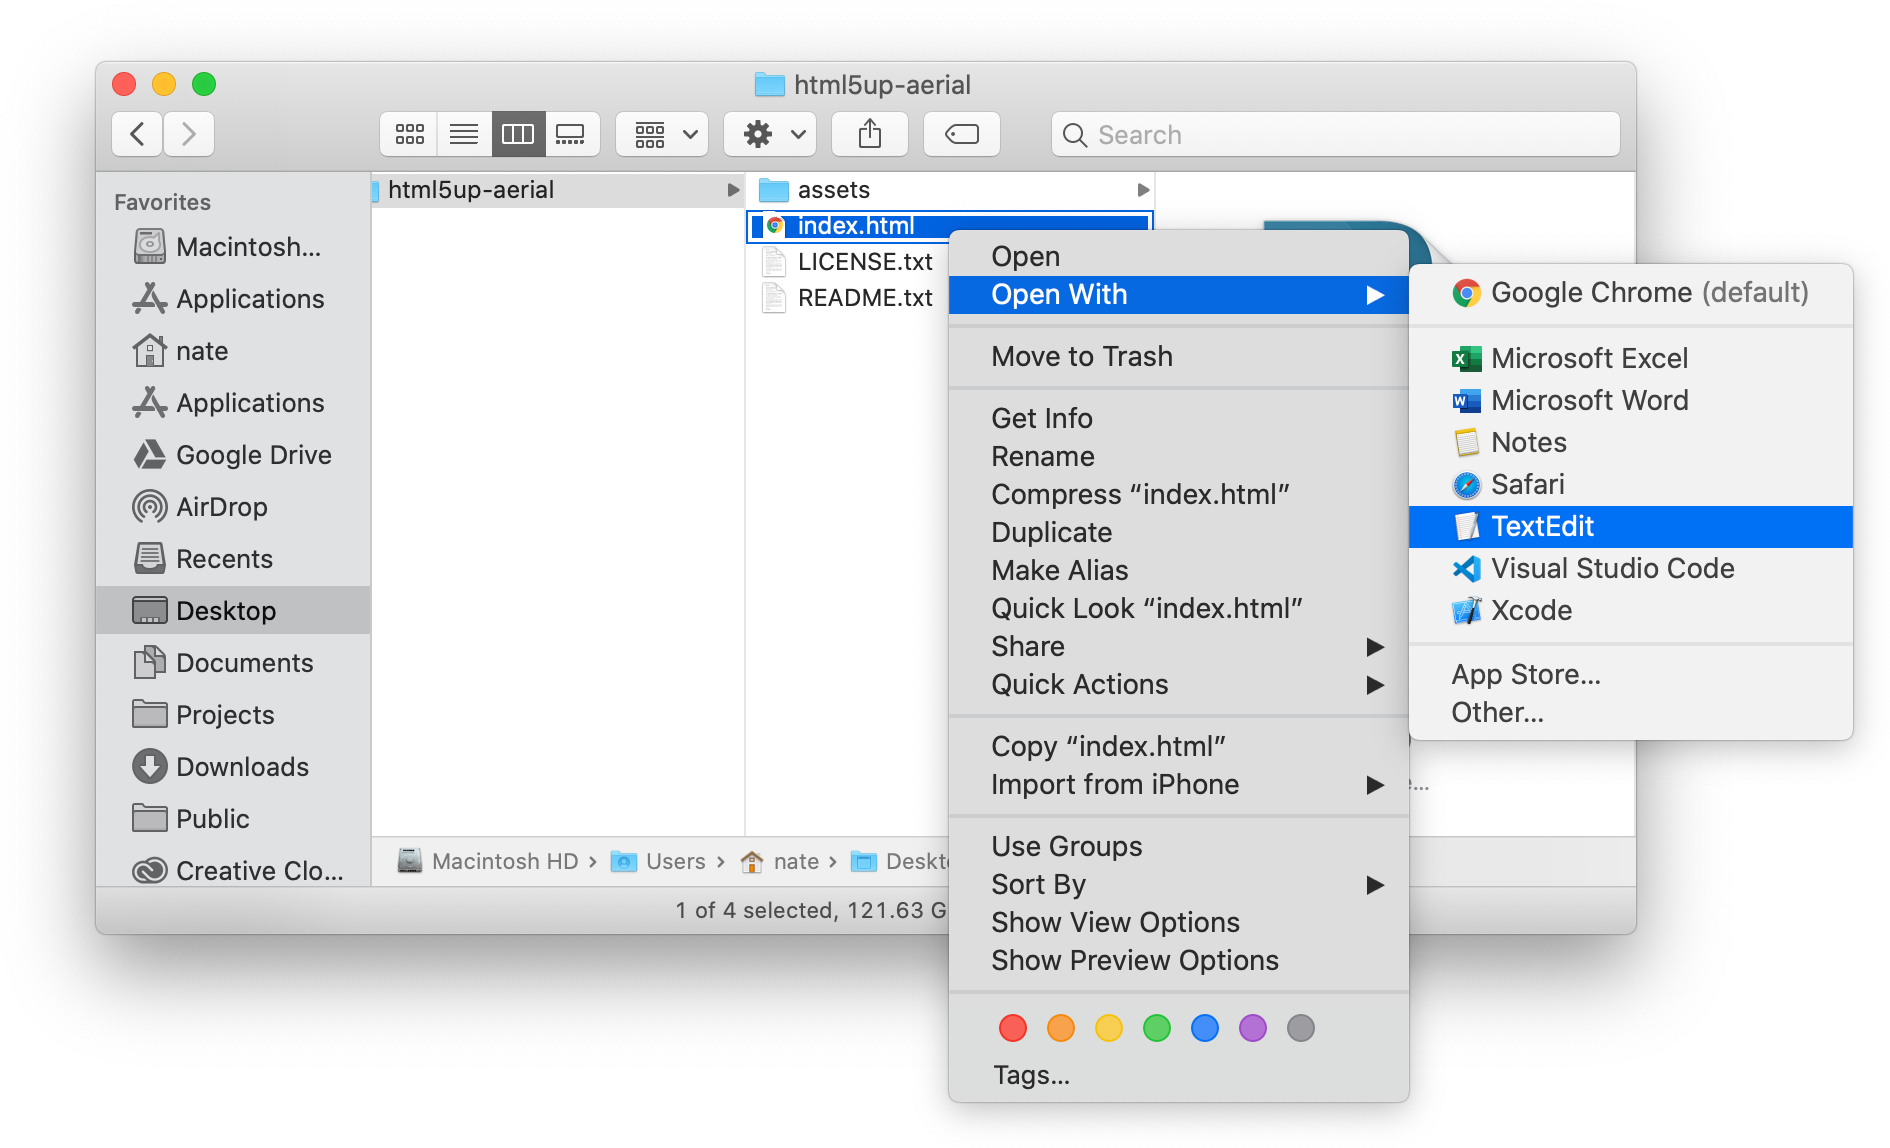 html5up-aerial
Search
Favorites
Macintosh...
Applications
nate
Applications
Google Drive
AirDrop
Recents
Desktop
Documents
Projects
Downloads
Public
Creative Clo...
html5up-aerial
assets
index.html
LICENSE.txt
README.txt
Macintosh HD › Users › nate ›
1 of 4 selected, 121.63
Open
Open With
Move to Trash
Get Info
Rename
Compress “index.html”
Duplicate
Make Alias
Quick Look “index.html”
Share
Quick Actions
Copy “index.html”
Import from iPhone
Use Groups
Sort By
Show View Options
Show Preview Options
Tags...
Google Chrome (default)
Microsoft Excel
Microsoft Word
Notes
Safari
TextEdit
Visual Studio Code
Xcode
App Store...
Other...